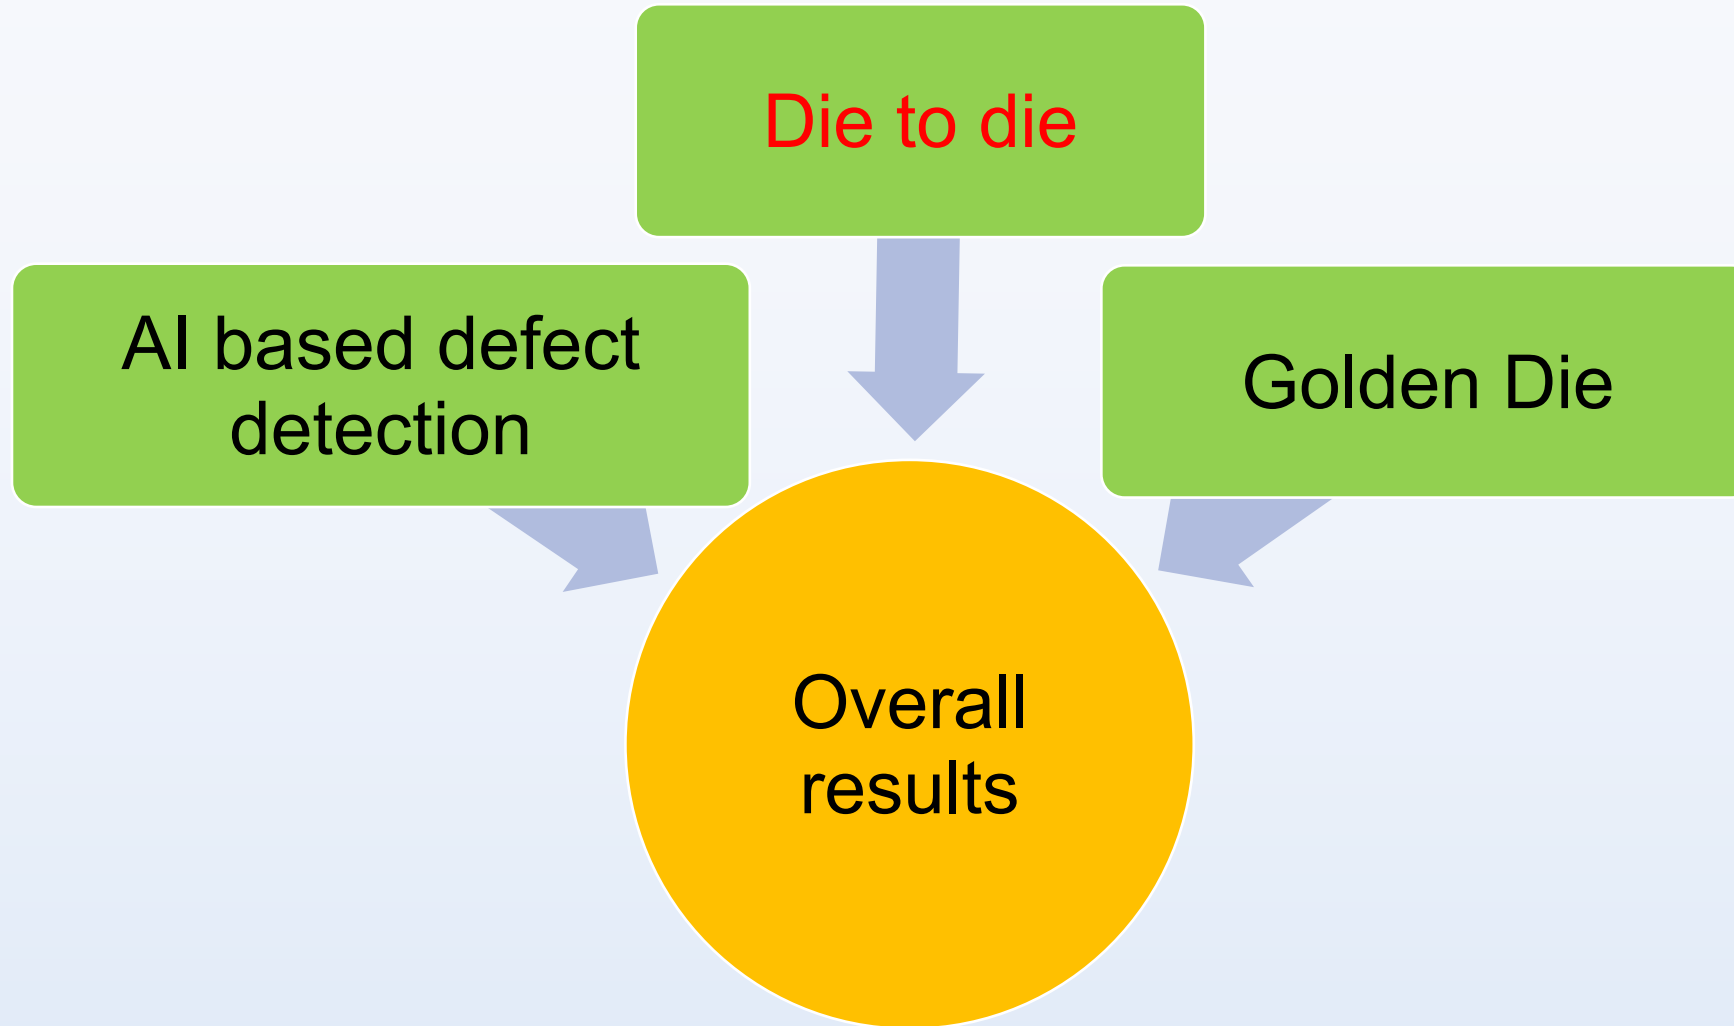 Die to die
AI based defect
detection
Golden Die
Overall
results